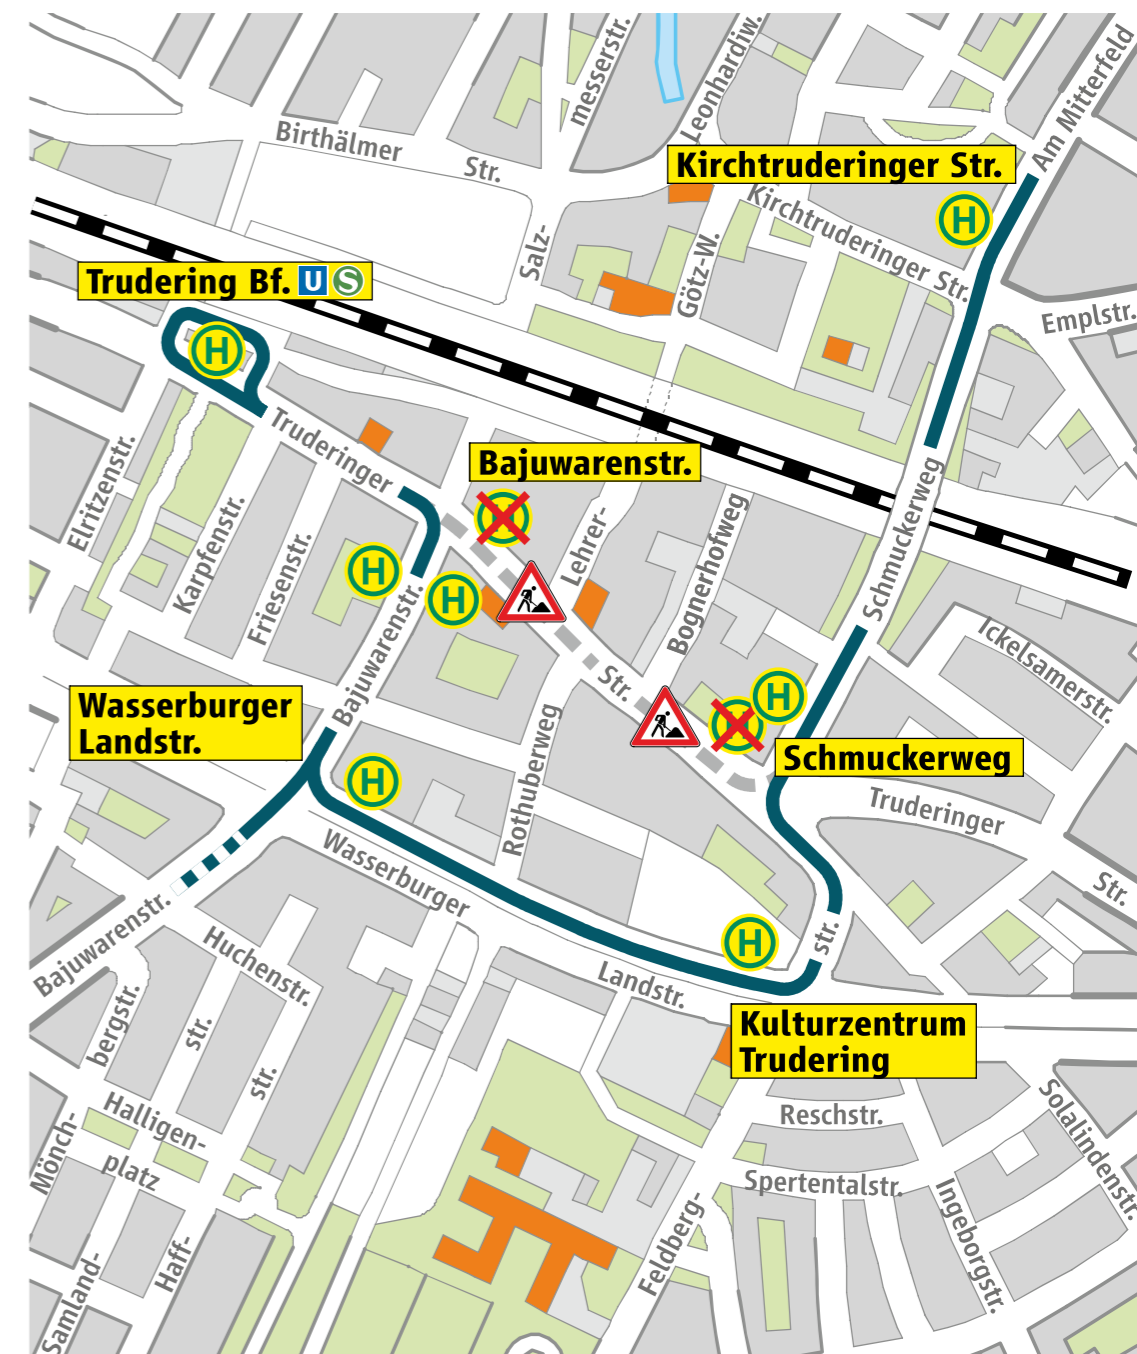 messerstr.
Leonhardiw.
Am Mitterfeld
Birthälmer
Str.
Kirchtruderinger Str.
Kirchtruderinger Str.
H
Salz-
Götz-W.
Trudering Bf. U S
H
Emplstr.
Truderinger
Elritzenstr.
Bajuwarenstr.
Karpfenstr.
Friesenstr.
H
H
Lehrer-
Bognerhofweg
Schmuckerweg
Ickelsamerstr.
Bajuwarenstr.
Str.
Wasserburger
Landstr.
H
H
Schmuckerweg
Rothuberweg
Truderinger
Str.
Wasserburger
Landstr.
H
str.
Bajuwarenstr.
Huchenstr.
Kulturzentrum
Trudering
bergstr.
str.
str.
Mönch-
Halligen-
platz
Haff-
Samland-
Reschstr.
Spertentalstr.
Feldberg-
Ingeborgstr.
Solalindenstr.